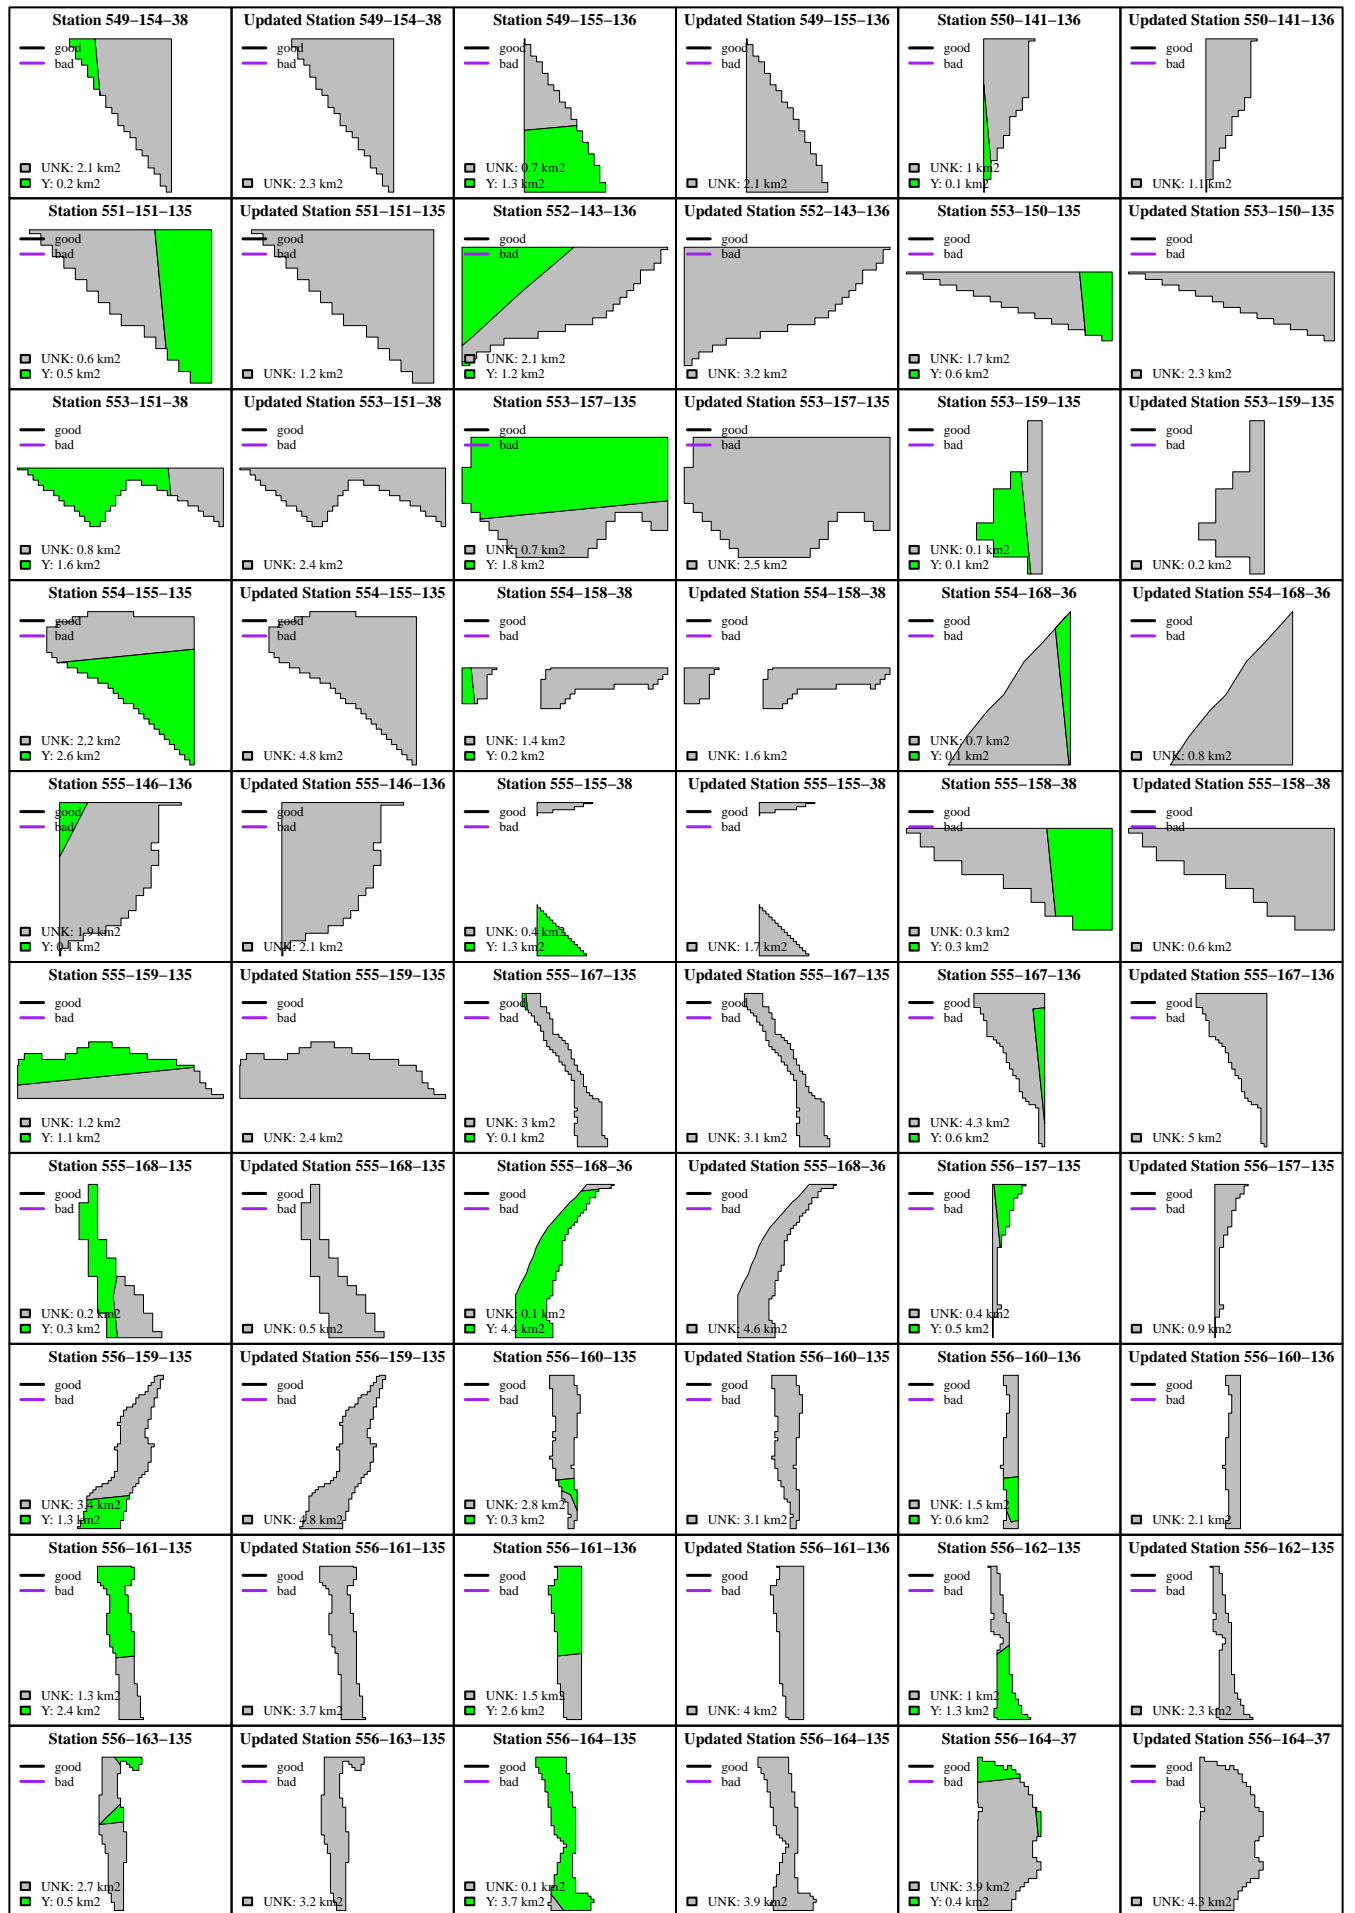 Station 549−154−38
good
bad
UNK: 2.1 km2
Y: 0.2 km2
Updated Station 549−154−38
good
bad
UNK: 2.3 km2
Station 549−155−136
good
bad
UNK: 0.7 km2
Y: 1.3 km2
Updated Station 549−155−136
good
bad
UNK: 2.1 km2
Station 550−141−136
good
bad
UNK: 1 km2
Y: 0.1 km2
Updated Station 550−141−136
good
bad
UNK: 1.1 km2
Station 551−151−135
good
bad
UNK: 0.6 km2
Y: 0.5 km2
Updated Station 551−151−135
good
bad
UNK: 1.2 km2
Station 552−143−136
good
bad
UNK: 2.1 km2
Y: 1.2 km2
Updated Station 552−143−136
good
bad
UNK: 3.2 km2
Station 553−150−135
good
bad
UNK: 1.7 km2
Y: 0.6 km2
Updated Station 553−150−135
good
bad
UNK: 2.3 km2
Station 553−151−38
good
bad
UNK: 0.8 km2
Y: 1.6 km2
Updated Station 553−151−38
good
bad
UNK: 2.4 km2
Station 553−157−135
good
bad
UNK: 0.7 km2
Y: 1.8 km2
Updated Station 553−157−135
good
bad
UNK: 2.5 km2
Station 553−159−135
good
bad
UNK: 0.1 km2
Y: 0.1 km2
Updated Station 553−159−135
good
bad
UNK: 0.2 km2
Station 554−155−135
good
bad
UNK: 2.2 km2
Y: 2.6 km2
Updated Station 554−155−135
good
bad
UNK: 4.8 km2
Station 554−158−38
good
bad
UNK: 1.4 km2
Y: 0.2 km2
Updated Station 554−158−38
good
bad
UNK: 1.6 km2
Station 554−168−36
good
bad
UNK: 0.7 km2
Y: 0.1 km2
Updated Station 554−168−36
good
bad
UNK: 0.8 km2
Station 555−146−136
good
bad
UNK: 1.9 km2
Y: 0.1 km2
Updated Station 555−146−136
good
bad
UNK: 2.1 km2
Station 555−155−38
good
bad
UNK: 0.4 km2
Y: 1.3 km2
Updated Station 555−155−38
good
bad
UNK: 1.7 km2
Station 555−158−38
good
bad
UNK: 0.3 km2
Y: 0.3 km2
Updated Station 555−158−38
good
bad
UNK: 0.6 km2
Station 555−159−135
good
bad
UNK: 1.2 km2
Y: 1.1 km2
Updated Station 555−159−135
good
bad
UNK: 2.4 km2
Station 555−167−135
good
bad
UNK: 3 km2
Y: 0.1 km2
Updated Station 555−167−135
good
bad
UNK: 3.1 km2
Station 555−167−136
good
bad
UNK: 4.3 km2
Y: 0.6 km2
Updated Station 555−167−136
good
bad
UNK: 5 km2
Station 555−168−135
good
bad
UNK: 0.2 km2
Y: 0.3 km2
Updated Station 555−168−135
good
bad
UNK: 0.5 km2
Station 555−168−36
good
bad
UNK: 0.1 km2
Y: 4.4 km2
Updated Station 555−168−36
good
bad
UNK: 4.6 km2
Station 556−157−135
good
bad
UNK: 0.4 km2
Y: 0.5 km2
Updated Station 556−157−135
good
bad
UNK: 0.9 km2
Station 556−159−135
good
bad
UNK: 3.4 km2
Y: 1.3 km2
Updated Station 556−159−135
good
bad
UNK: 4.8 km2
Station 556−160−135
good
bad
UNK: 2.8 km2
Y: 0.3 km2
Updated Station 556−160−135
good
bad
UNK: 3.1 km2
Station 556−160−136
good
bad
UNK: 1.5 km2
Y: 0.6 km2
Updated Station 556−160−136
good
bad
UNK: 2.1 km2
Station 556−161−135
good
bad
UNK: 1.3 km2
Y: 2.4 km2
Updated Station 556−161−135
good
bad
UNK: 3.7 km2
Station 556−161−136
good
bad
UNK: 1.5 km2
Y: 2.6 km2
Updated Station 556−161−136
good
bad
UNK: 4 km2
Station 556−162−135
good
bad
UNK: 1 km2
Y: 1.3 km2
Updated Station 556−162−135
good
bad
UNK: 2.3 km2
Station 556−163−135
good
bad
UNK: 2.7 km2
Y: 0.5 km2
Updated Station 556−163−135
good
bad
UNK: 3.2 km2
Station 556−164−135
good
bad
UNK: 0.1 km2
Y: 3.7 km2
Updated Station 556−164−135
good
bad
UNK: 3.9 km2
Station 556−164−37
good
bad
UNK: 3.9 km2
Y: 0.4 km2
Updated Station 556−164−37
good
bad
UNK: 4.3 km2